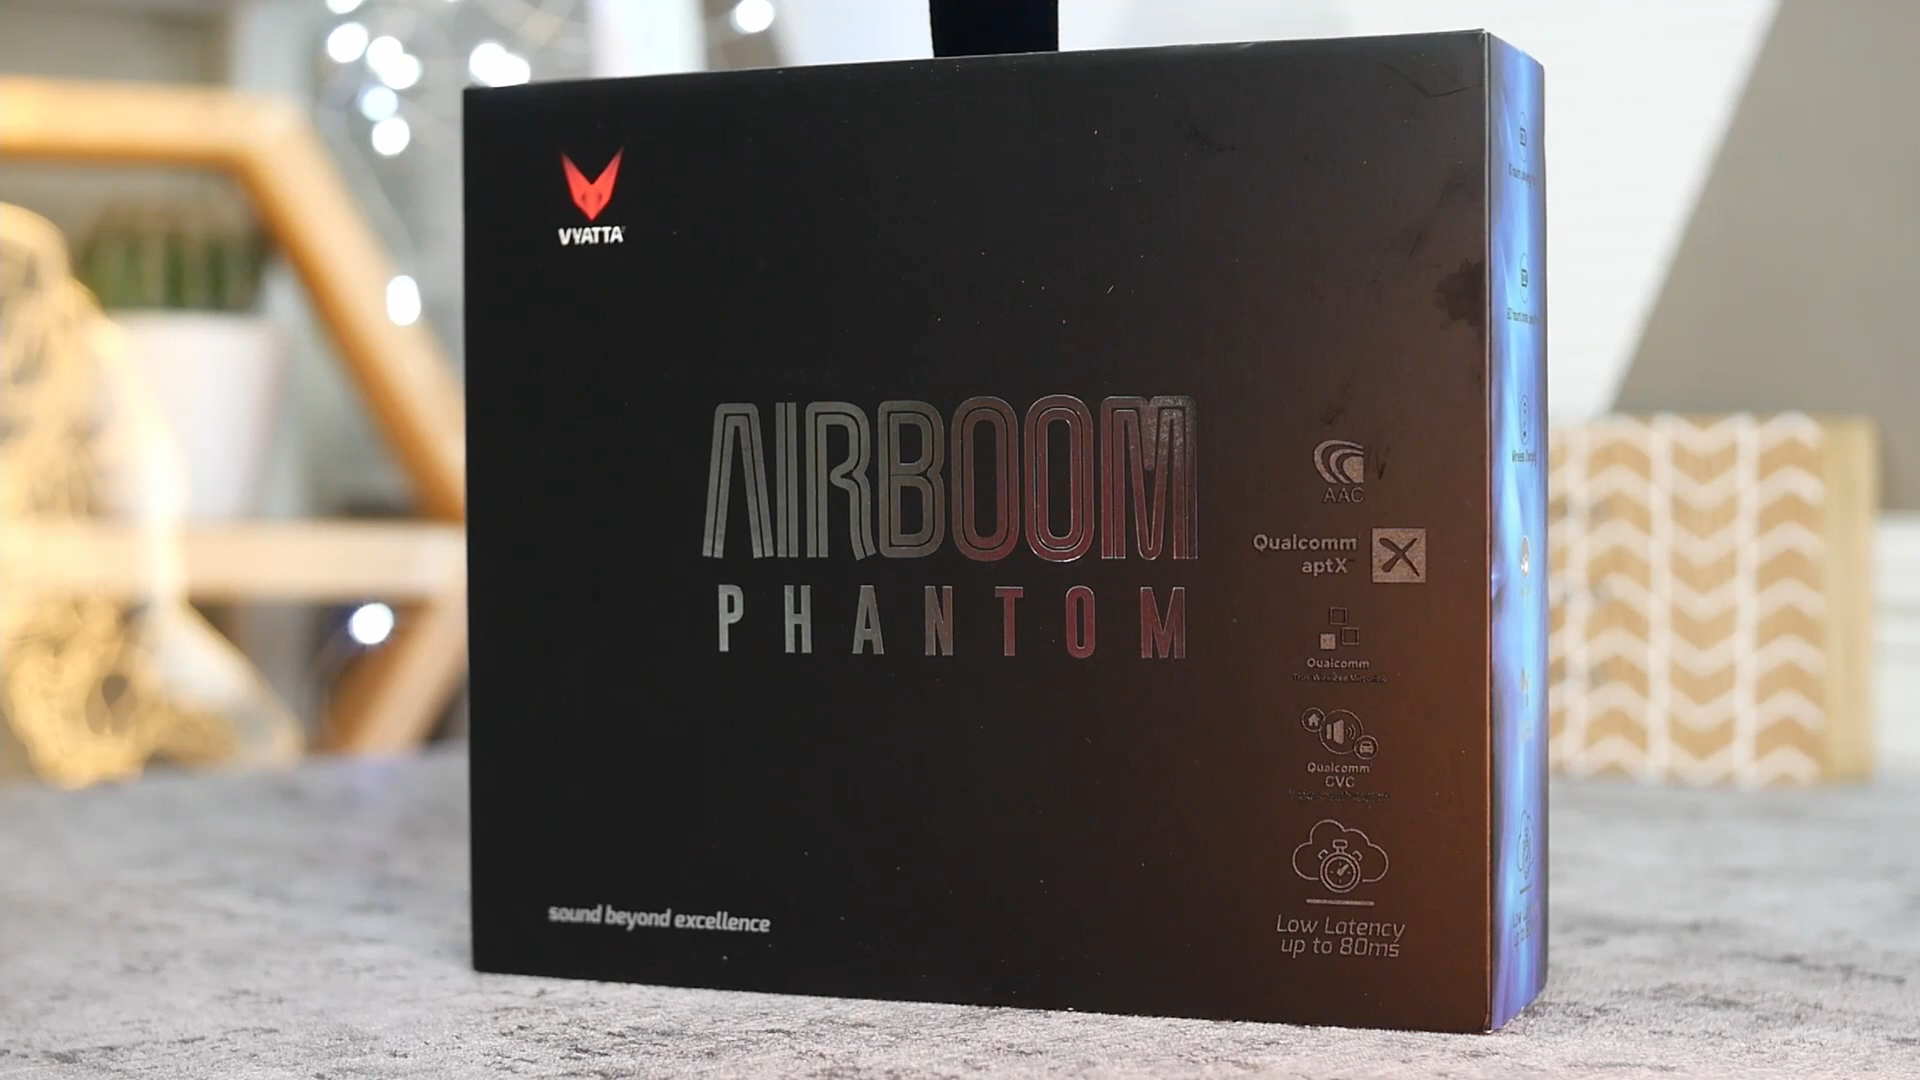 VYATTA
AIRBOOM
PHANTOM
AAC
Qualcomm
aptX
Qualcomm
Qualcomm
CVC
Low Latency
up to 80ms
sound beyond excellence